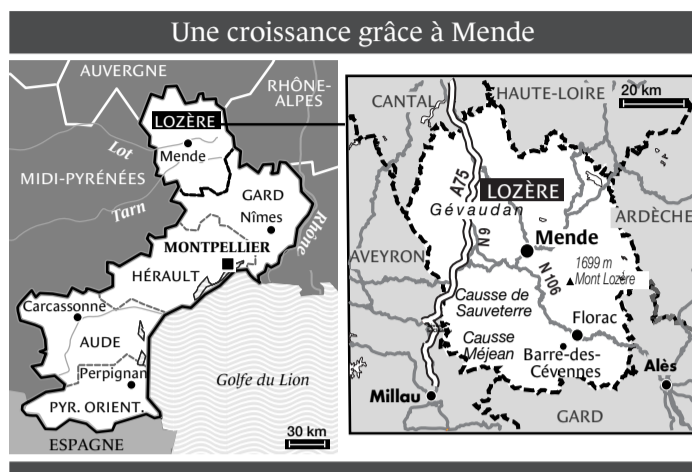 Une croissance grâce à Mende
AUVERGNE
RHÔNE-
ALPES
LOZÈRE
Lot
Mende
MIDI-PYRÉNÉES
Tarn
GARD
Nîmes
Rhône
MONTPELLIER
HÉRAULT
Carcassonne
AUDE
Perpignan
Golfe du Lion
PYR. ORIENT.
ESPAGNE
30 km
CANTAL
HAUTE-LOIRE
20 km
A75
LOZÈRE
Gévaudan
ARDÈCHE
N9
Mende
AVEYRON
N106
1699 m
Mont Lozère
Causse de
Sauveterre
Florac
Causse
Méjean
Barre-des-
Cévennes
Alès
Millau
GARD